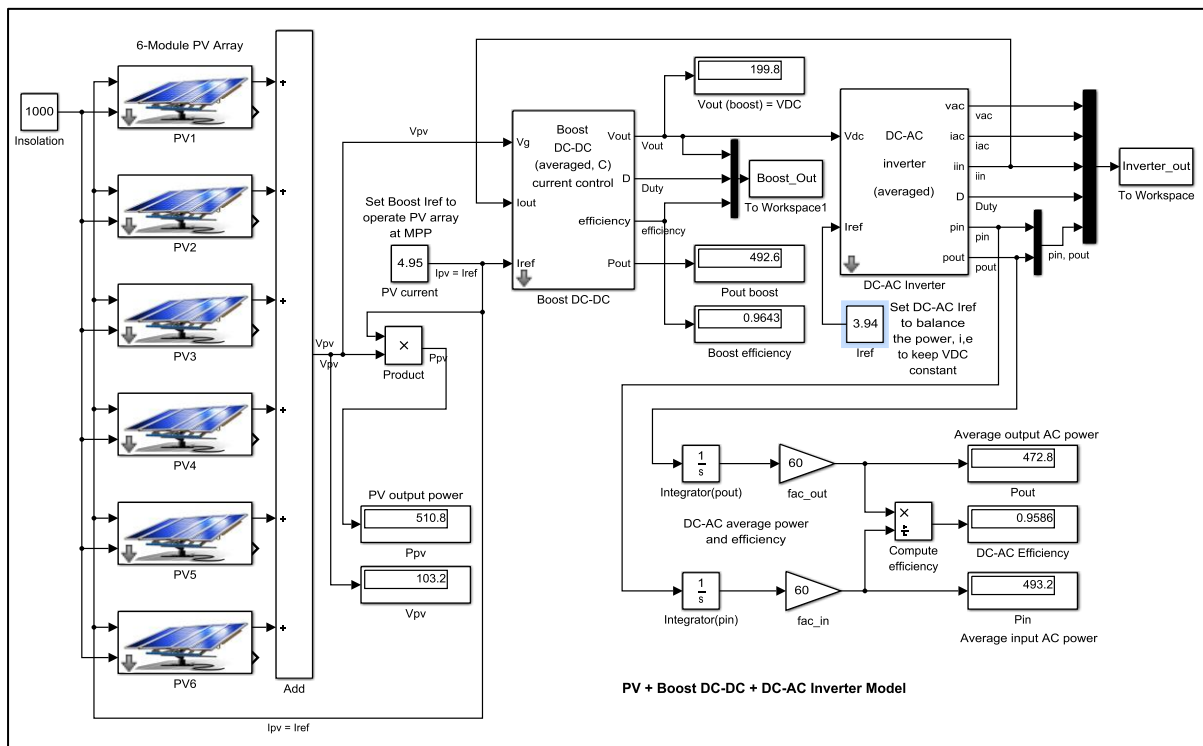 6-Module PV Array
1000
Insolation
PV1
PV2
PV3
PV4
PV5
PV6
+
+
+
+
+
+
Add
Ipv = Iref
Vpv
Vpv
Vpv
Set Boost Iref to
operate PV array
at MPP
4.95
PV current
Ipv = Iref
×
Product
Ppv
PV output power
510.8
Ppv
103.2
Vpv
Boost
DC-DC
(averaged, C)
current control
Vg
Iout
Iref
Vout
D
efficiency
Pout
Boost DC-DC
Vout
Duty
efficiency
199.8
Vout (boost) = VDC
Boost_Out
To Workspace1
492.6
Pout boost
0.9643
Boost efficiency
DC-AC
inverter
(averaged)
Vdc
Iref
vac
iac
iin
D
pin
pout
DC-AC Inverter
vac
iac
iin
Duty
pin
pout
pin, pout
Inverter_out
To Workspace
3.94
Iref
Set DC-AC Iref
to balance
the power, i,e
to keep VDC
constant
1
s
Integrator(pout)
60
fac_out
DC-AC average power
and efficiency
1
s
Integrator(pin)
60
fac_in
×
÷
Compute
efficiency
Average output AC power
472.8
Pout
0.9586
DC-AC Efficiency
493.2
Pin
Average input AC power
PV + Boost DC-DC + DC-AC Inverter Model